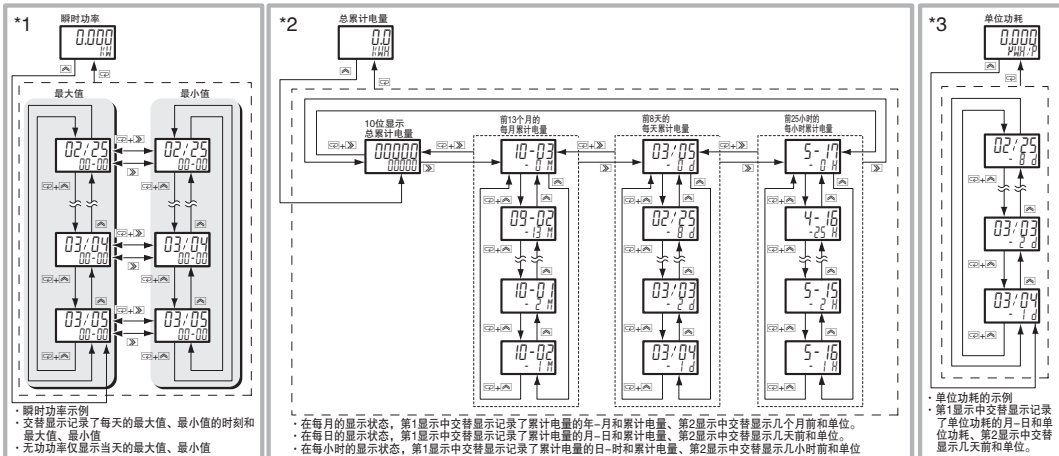 *1
瞬时功率
0.000
kW
最大值
最小值
02/25
00-00
02/25
00-00
03/04
00-00
03/04
00-00
03/05
00-00
03/05
00-00
・瞬时功率示例
・交替显示记录了每天的最大值、最小值的时刻和
最大值、最小值
・无功功率仅显示当天的最大值、最小值
*2
总累计电量
0.0
kWH
10位显示
总累计电量
00000
00000
前13个月的
每月累计电量
10-03
- 0 M
09-02
-13 M
10-01
- 2 M
10-02
- 1 M
前8天的
每天累计电量
03/05
- 0 d
02/25
- 8 d
03/03
- 2 d
03/04
- 1 d
前25小时的
每小时累计电量
5-17
- 0 H
4-16
-25 H
5-15
- 2 H
5-16
- 1 H
・在每月的显示状态，第1显示中交替显示记录了累计电量的年-月和累计电量、第2显示中交替显示几个月前和单位。
・在每日的显示状态，第1显示中交替显示记录了累计电量的月-日和累计电量、第2显示中交替显示几天前和单位。
・在每小时的显示状态，第1显示中交替显示记录了累计电量的日-时和累计电量、第2显示中交替显示几小时前和单位
*3
单位功耗
0.000
02/25
- 8 d
03/03
- 2 d
03/04
- 1 d
・单位功耗的示例
・第1显示中交替显示记录
了单位功耗的月-日和单
位功耗、第2显示中交替
显示几天前和单位。